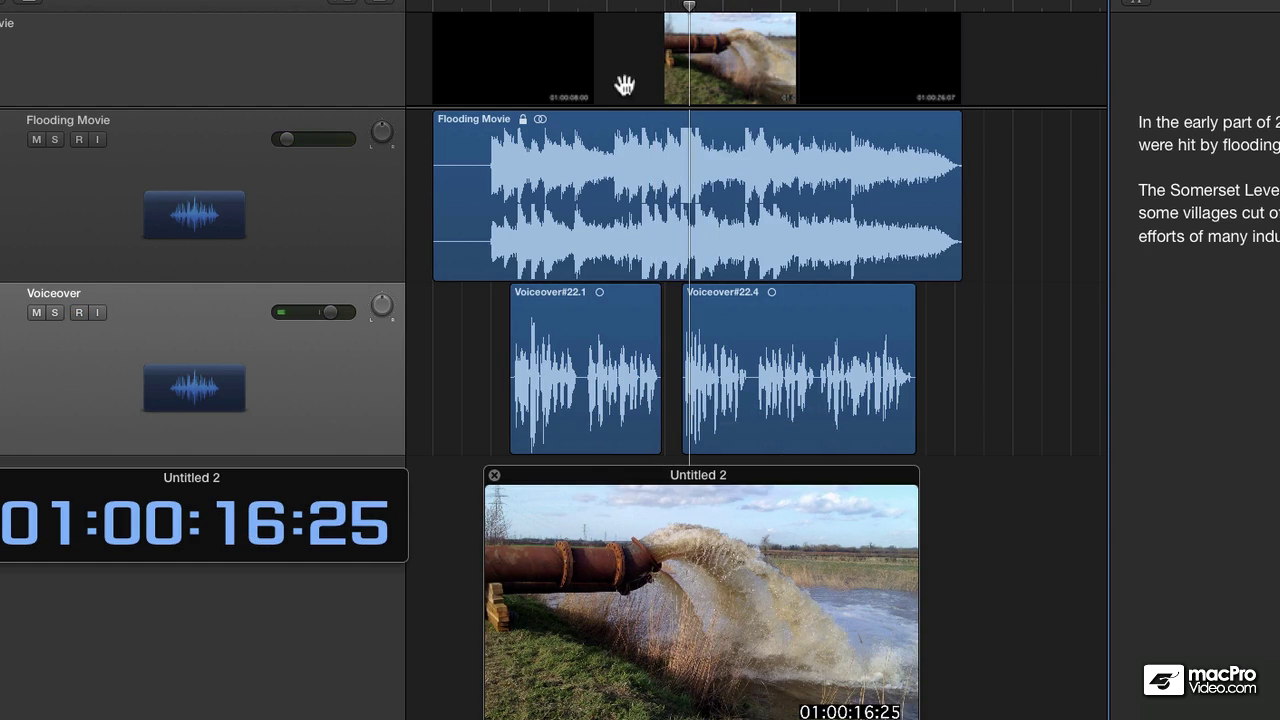 vie
01:00:08:00
01:00:26:07
Flooding Movie
M S R I
L R
Flooding Movie
In the early part of 2
were hit by flooding
The Somerset Leve
some villages cut o
efforts of many indu
Voiceover
M S R I
L R
Voiceover#22.1
Voiceover#22.4
Untitled 2
01:00:16:25
Untitled 2
01:00:16:25
macPro
Video.com